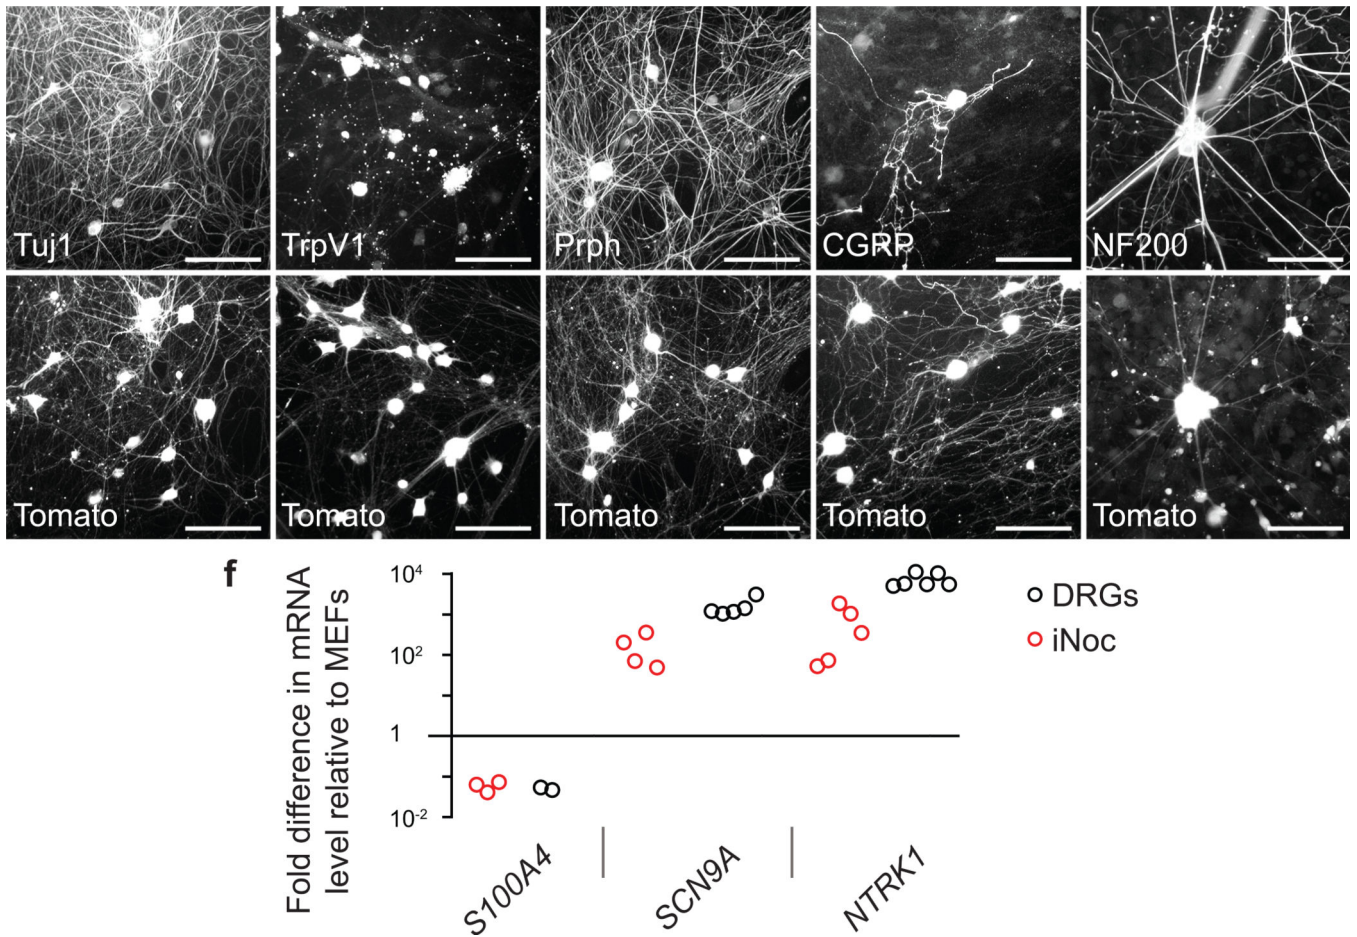 Tuj1
TrpV1
Prph
CGRP
NF200
Tomato
Tomato
Tomato
Tomato
Tomato
f
Fold difference in mRNA
level relative to MEFs
10⁴
10²
1
10⁻²
S100A4
SCN9A
NTRK1
DRGs
iNoc